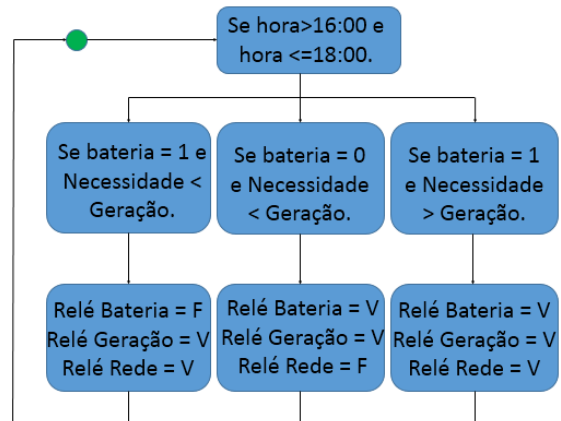 Se hora>16:00 e
hora <=18:00.
Se bateria = 1 e
Necessidade <
Geração.
Se bateria = 0
e Necessidade
< Geração.
Se bateria = 1
e Necessidade
> Geração.
Relé Bateria = F
Relé Geração = V
Relé Rede = V
Relé Bateria = V
Relé Geração = V
Relé Rede = F
Relé Bateria = V
Relé Geração = V
Relé Rede = V